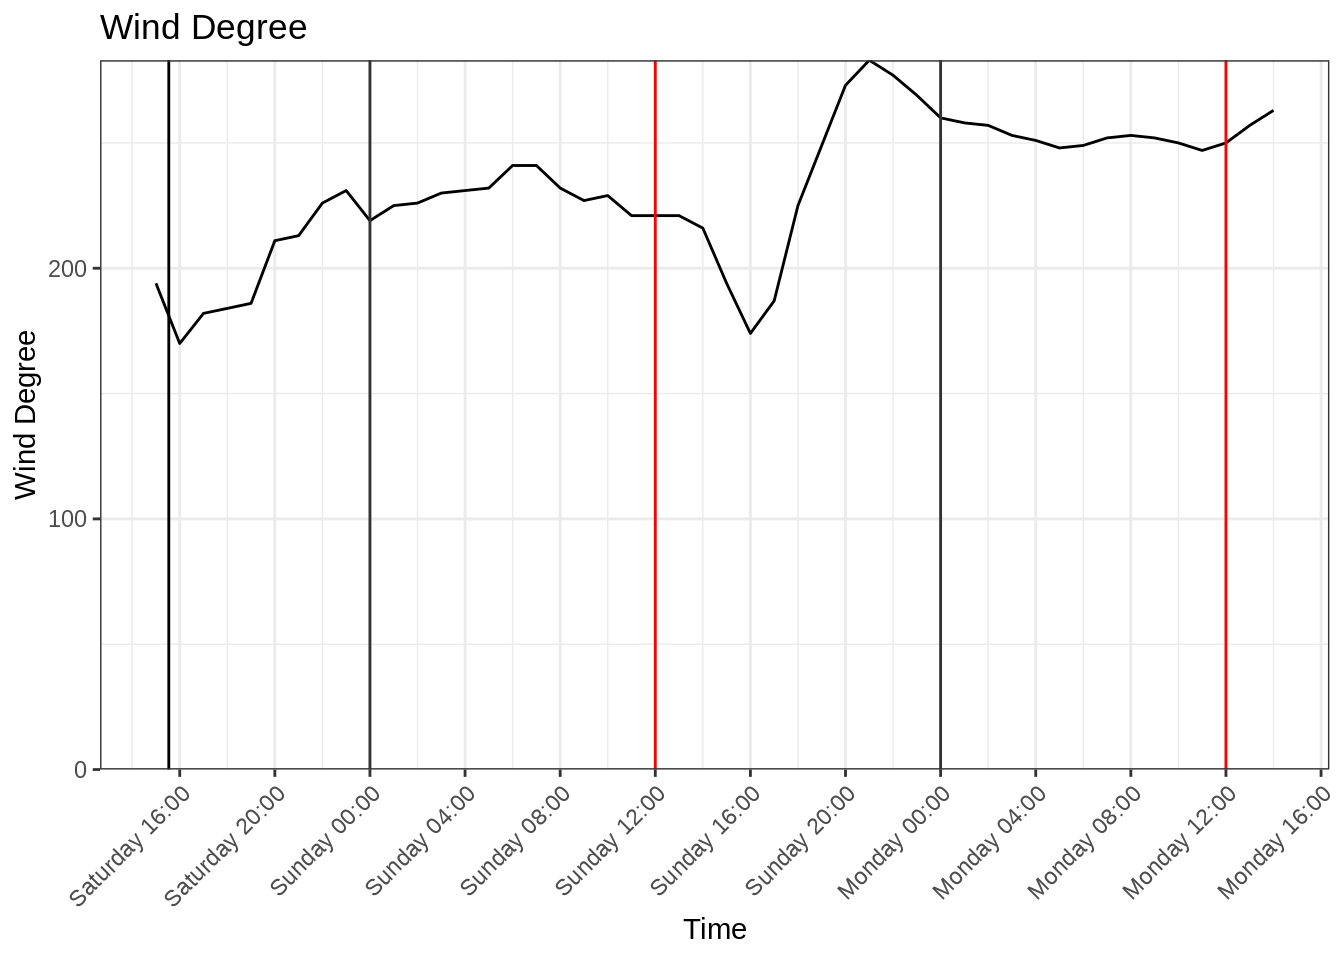 Wind Degree
Wind Degree
200
100
0
Saturday 16:00
Saturday 20:00
Sunday 00:00
Sunday 04:00
Sunday 08:00
Sunday 12:00
Sunday 16:00
Sunday 20:00
Monday 00:00
Monday 04:00
Monday 08:00
Monday 12:00
Monday 16:00
Time